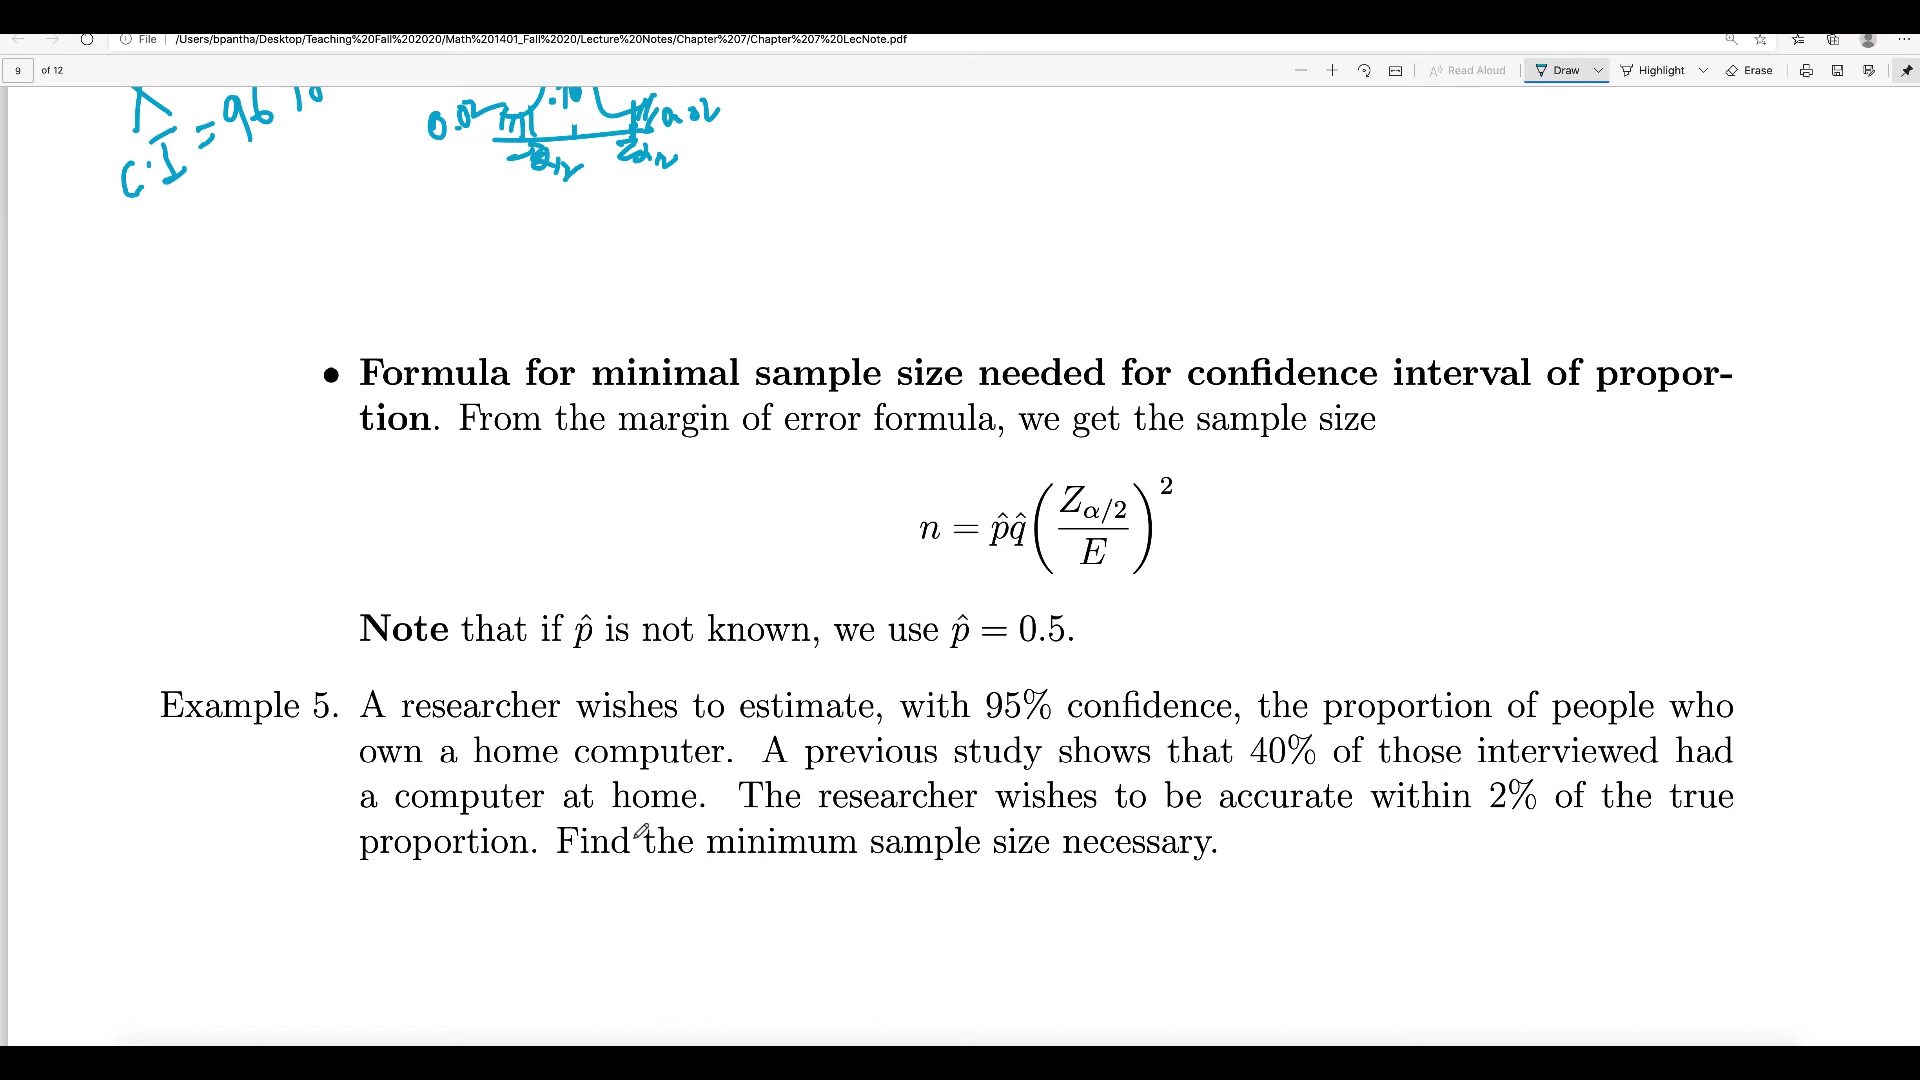 File /Users/bpantha/Desktop/Teaching%20Fall%202020/Math%201401_Fall%2020/Lecture%20Notes/Chapter%207/Chapter%207%20LecNote.pdf
9 of 12 Read Aloud Draw Highlight Erase
C.I = 96 0.02
• Formula for minimal sample size needed for confidence interval of propor-
tion. From the margin of error formula, we get the sample size
n = p̂q̂(Zα/2/E)²
Note that if p̂ is not known, we use p̂ = 0.5.
Example 5. A researcher wishes to estimate, with 95% confidence, the proportion of people who
own a home computer. A previous study shows that 40% of those interviewed had
a computer at home. The researcher wishes to be accurate within 2% of the true
proportion. Find the minimum sample size necessary.